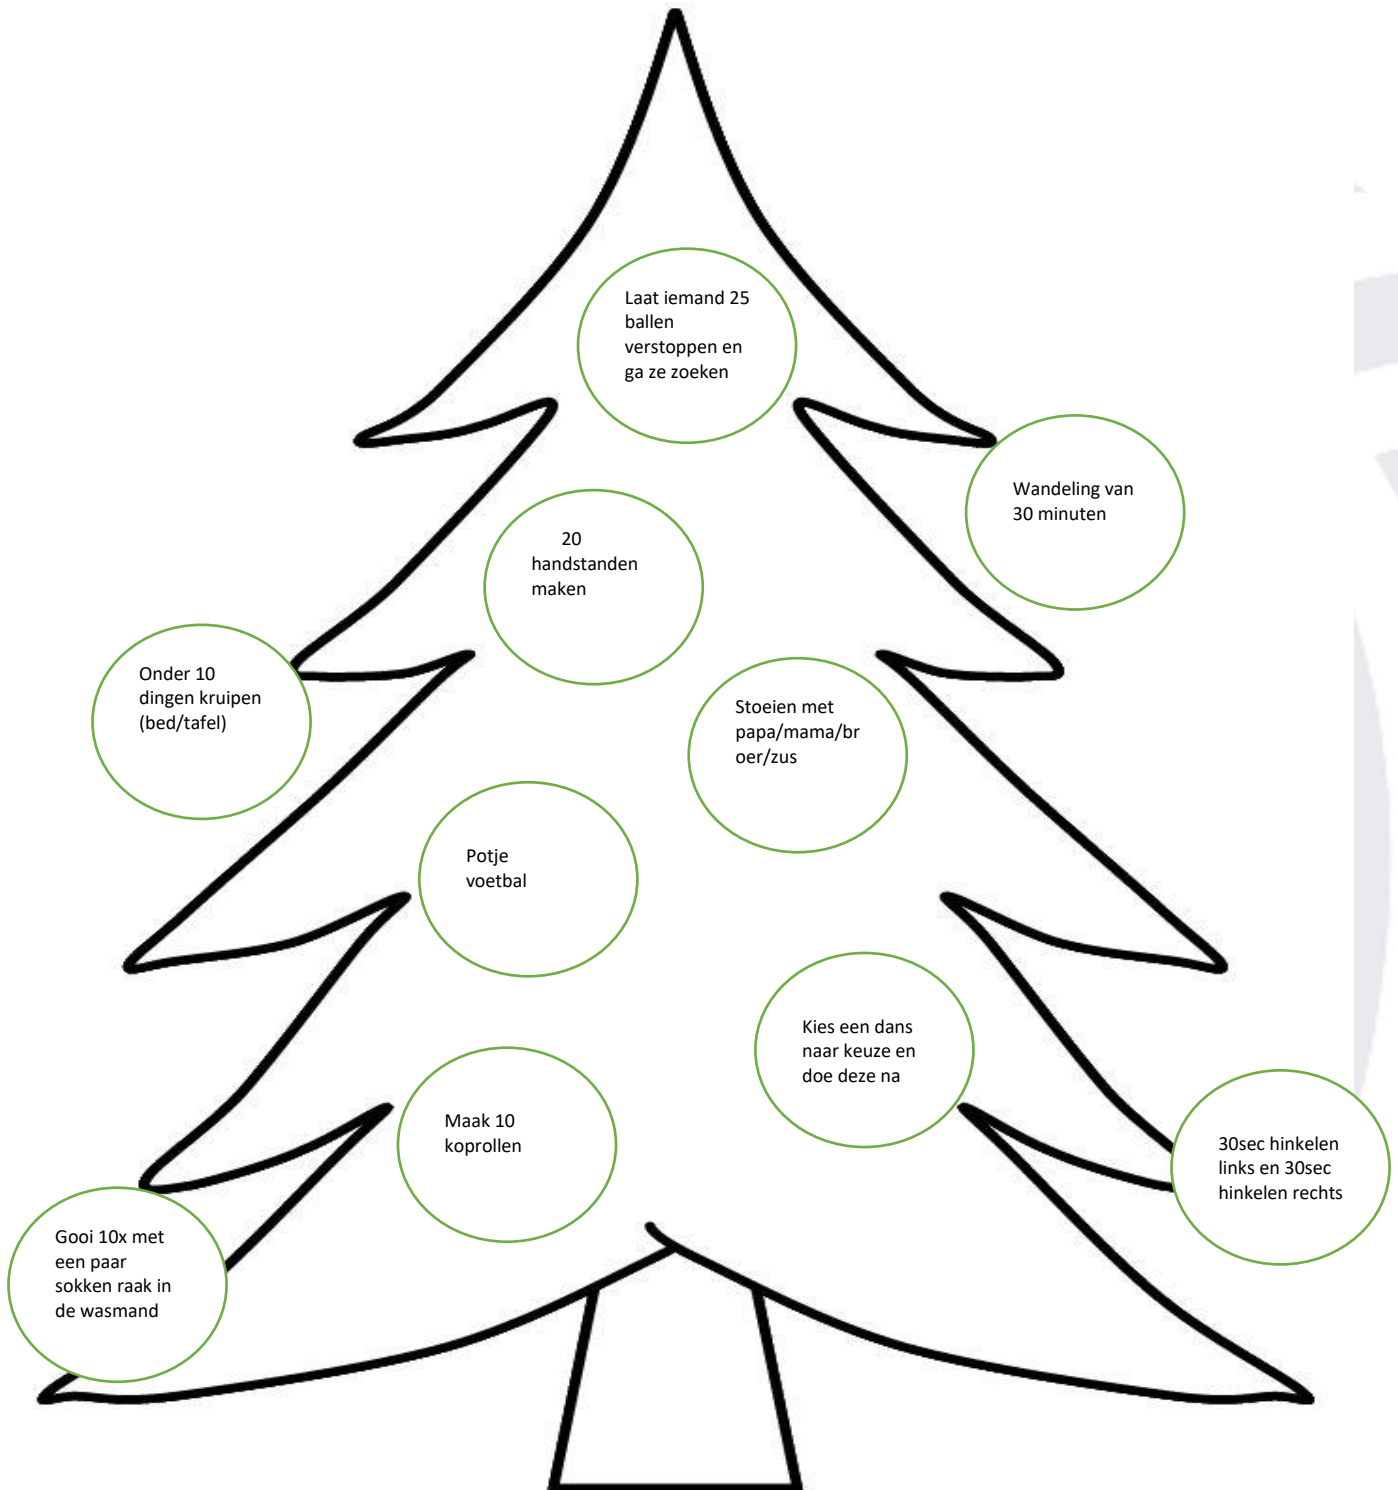 Laat iemand 25
ballen
verstoppen en
ga ze zoeken
Wandeling van
30 minuten
20
handstanden
maken
Onder 10
dingen kruipen
(bed/tafel)
Stoeien met
papa/mama/br
oer/zus
Potje
voetbal
Kies een dans
naar keuze en
doe deze na
Maak 10
koprollen
30sec hinkelen
links en 30sec
hinkelen rechts
Gooi 10x met
een paar
sokken raak in
de wasmand